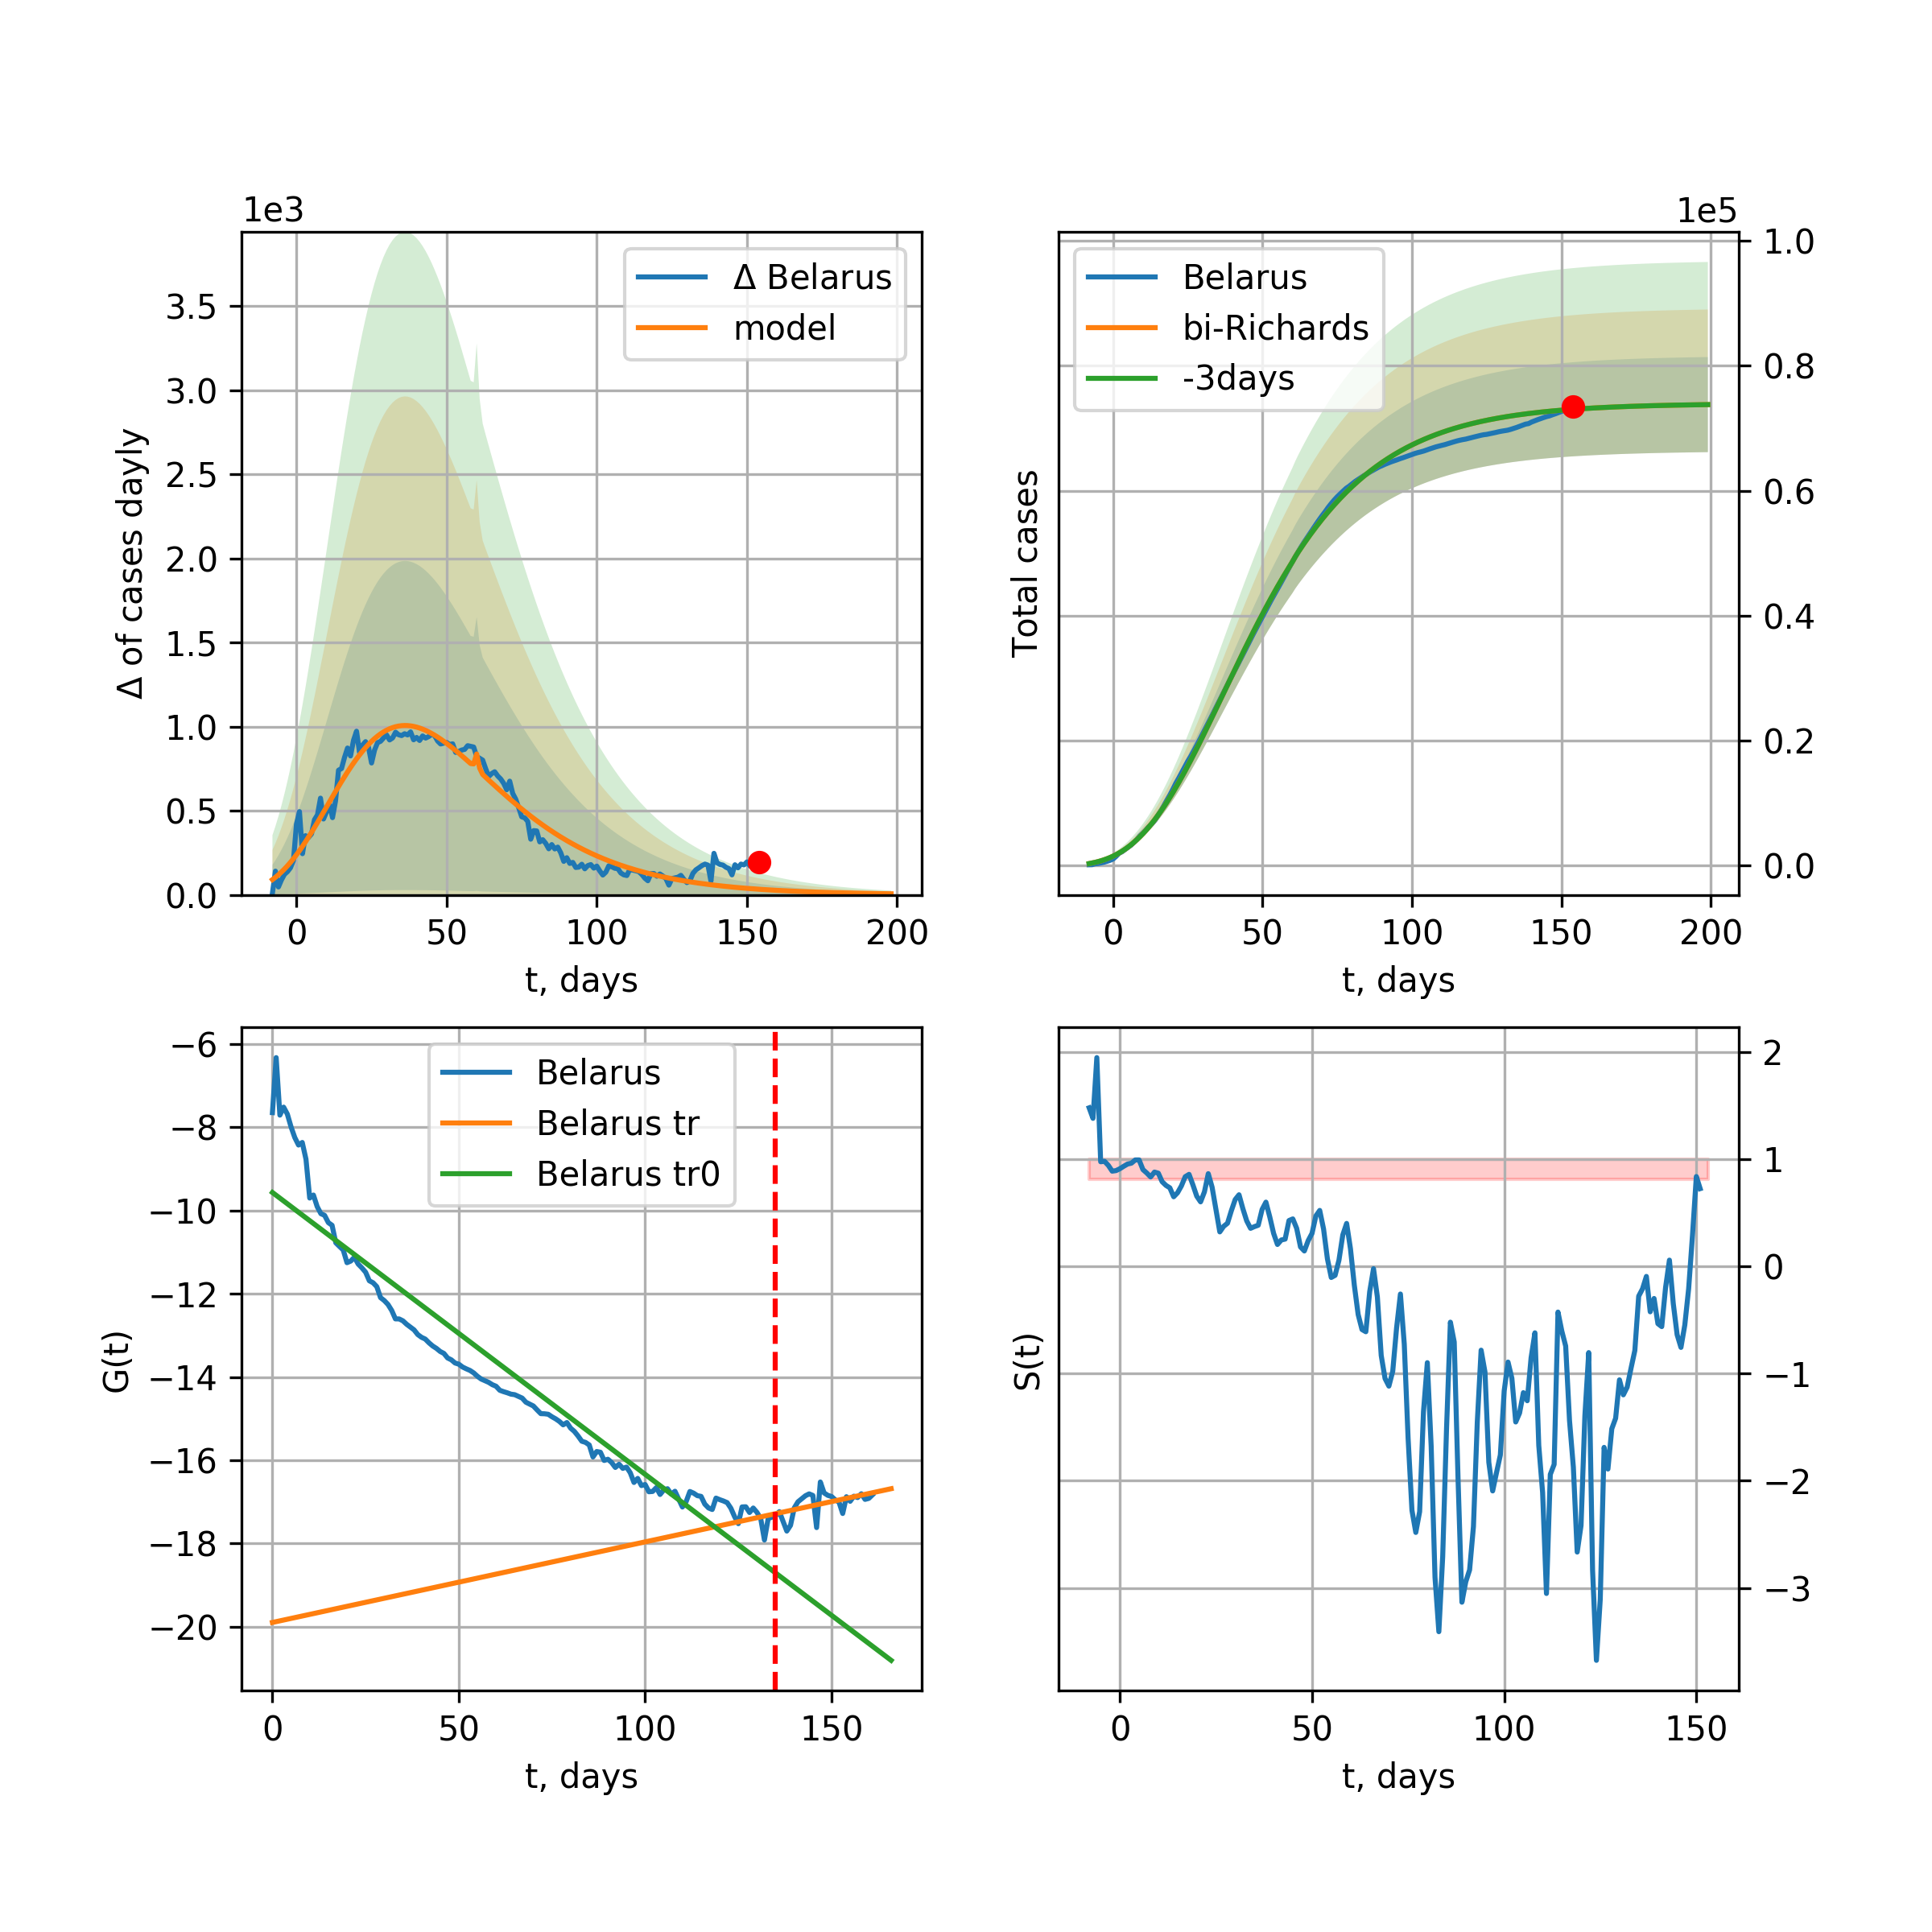 1e3
Δ of cases dayly
3.5
3.0
2.5
2.0
1.5
1.0
0.5
0.0
Δ Belarus
model
0 50 100 150 200
t, days
1e5
Total cases
Belarus
bi-Richards
-3days
1.0
0.8
0.6
0.4
0.2
0.0
0 50 100 150 200
t, days
G(t)
−6
−8
−10
−12
−14
−16
−18
−20
Belarus
Belarus tr
Belarus tr0
0 50 100 150
t, days
S(t)
2
1
0
−1
−2
−3
0 50 100 150
t, days